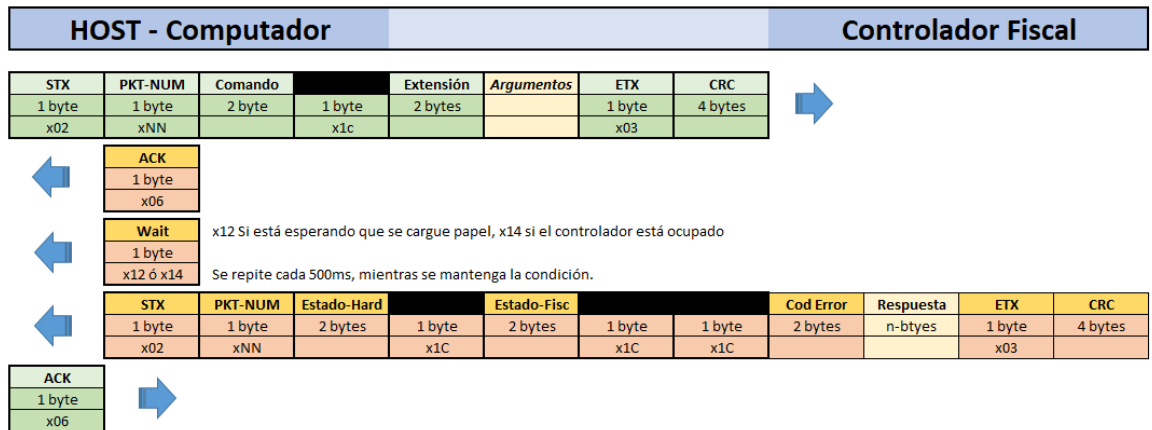 HOST - Computador Controlador Fiscal
STX PKT-NUM Comando Extensión Argumentos ETX CRC
1 byte 1 byte 2 byte 1 byte 2 bytes 1 byte 4 bytes
x02 xNN x1c x03
ACK
1 byte
x06
Wait x12 Si está esperando que se cargue papel, x14 si el controlador está ocupado
1 byte
x12 ó x14 Se repite cada 500ms, mientras se mantenga la condición.
STX PKT-NUM Estado-Hard Estado-Fisc Cod Error Respuesta ETX CRC
1 byte 1 byte 2 bytes 1 byte 2 bytes 1 byte 1 byte 2 bytes n-btyes 1 byte 4 bytes
x02 xNN x1C x1C x1C x03
ACK
1 byte
x06